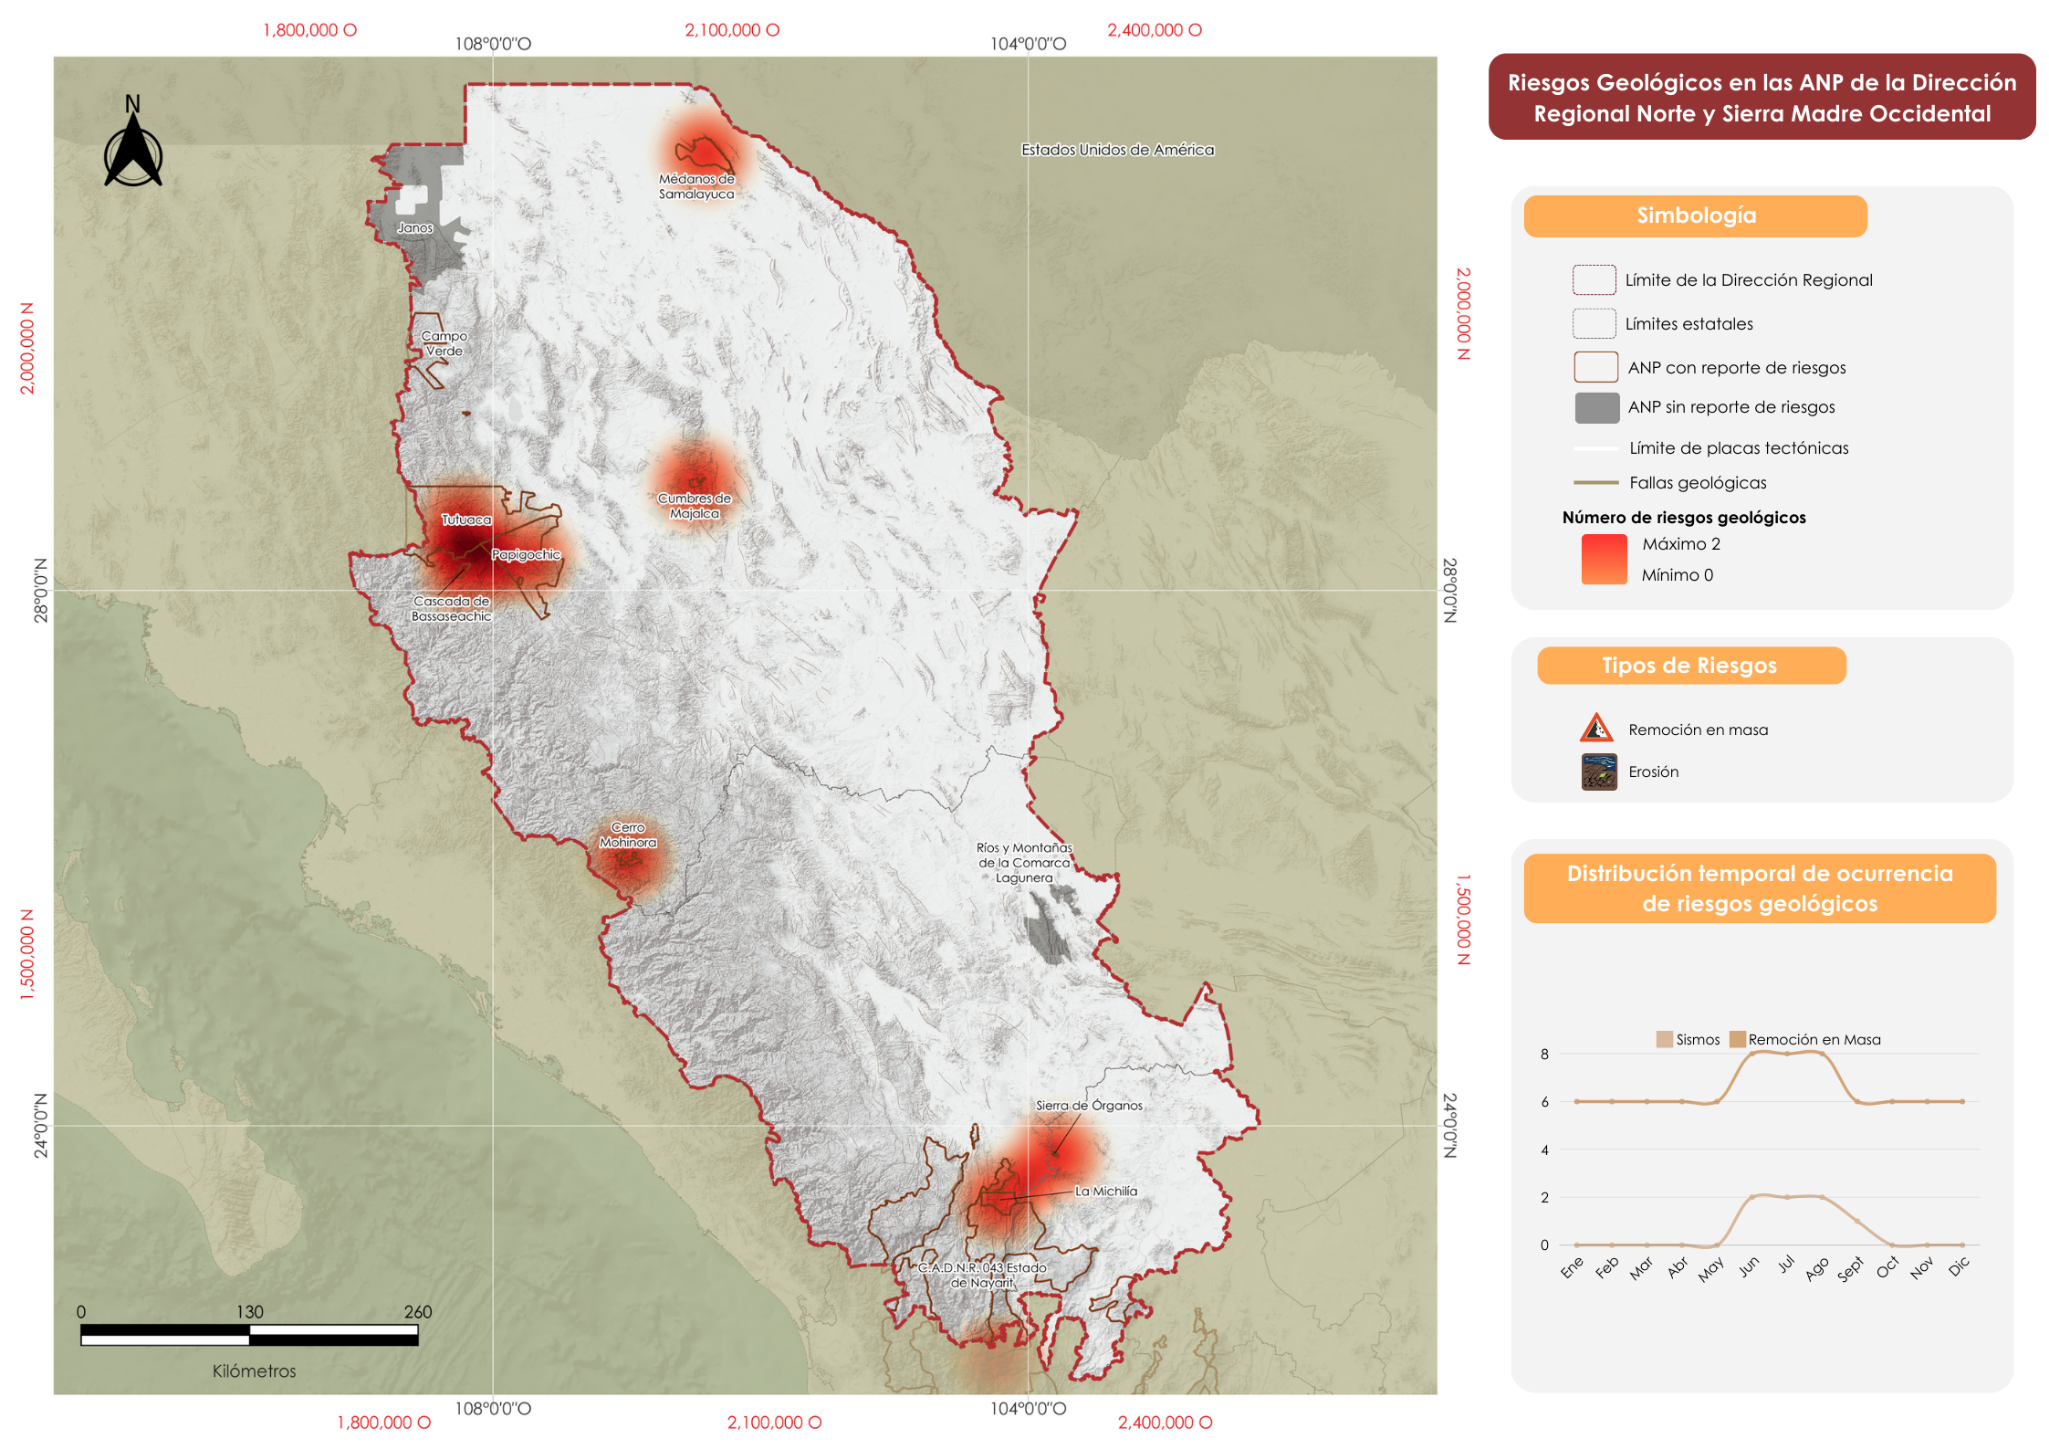 1,800,000 O
2,100,000 O
2,400,000 O
108°0'0"O
104°0'0"O
N
Estados Unidos de América
Médanos de
Samalayuca
Janos
Campo
Verde
Cumbres de
Majalca
Tutuaca
Papigochic
Cascada de
Bassaseachic
Cerro
Mohinora
Ríos y Montañas
de la Comarca
Lagunera
Sierra de Órganos
La Michilía
C.A.D.N.R. 043 Estado
de Nayarit
2,000,000 N
28°0'0"N
1,500,000 N
24°0'0"N
2,000,000 N
28°0'0"N
1,500,000 N
24°0'0"N
0 130 260
Kilómetros
108°0'0"O
104°0'0"O
1,800,000 O
2,100,000 O
2,400,000 O
Riesgos Geológicos en las ANP de la Dirección
Regional Norte y Sierra Madre Occidental
Simbología
Límite de la Dirección Regional
Límites estatales
ANP con reporte de riesgos
ANP sin reporte de riesgos
Límite de placas tectónicas
Fallas geológicas
Número de riesgos geológicos
Máximo 2
Mínimo 0
Tipos de Riesgos
Remoción en masa
Erosión
Distribución temporal de ocurrencia
de riesgos geológicos
Sismos Remoción en Masa
8
6
4
2
0
Ene Feb Mar Abr May Jun Jul Ago Sept Oct Nov Dic